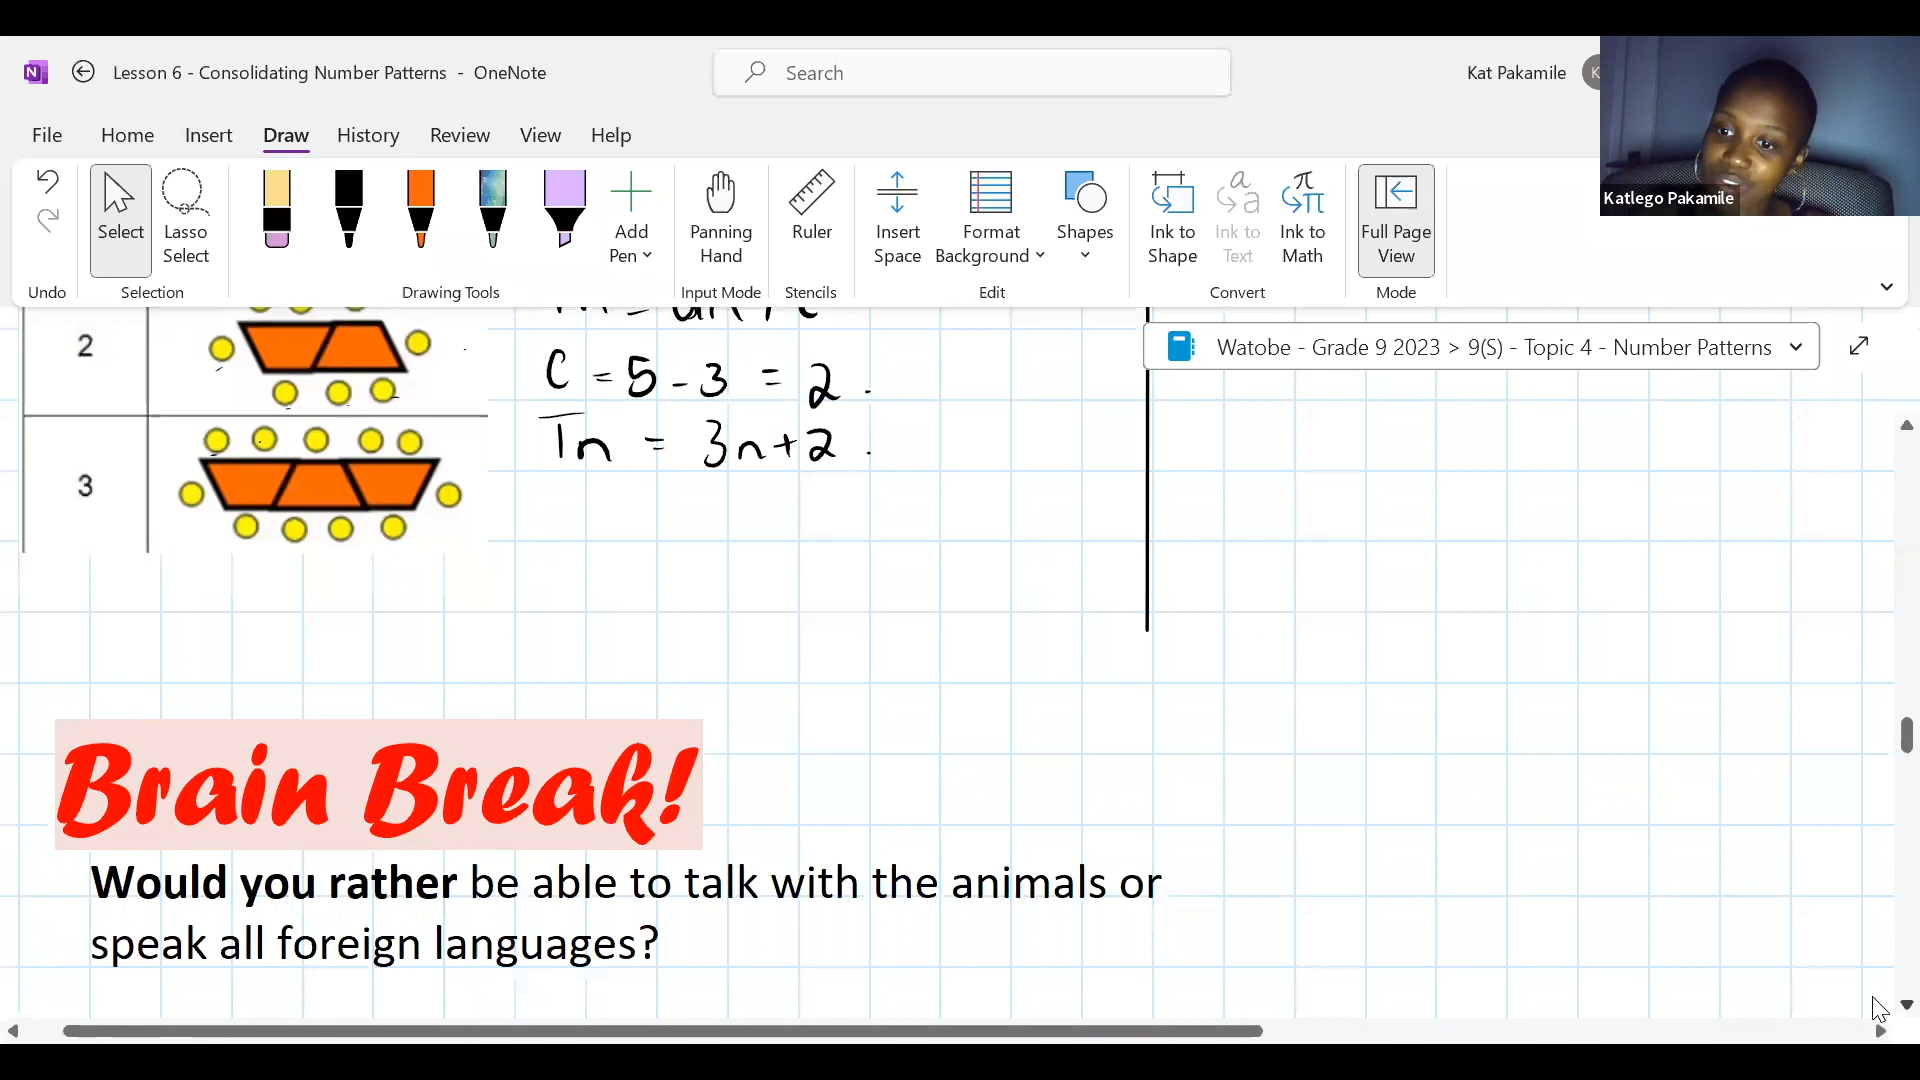 Lesson 6 - Consolidating Number Patterns - OneNote
Search
Kat Pakamile
K
File Home Insert Draw History Review View Help
Katlego Pakamile
Select
Lasso Select
Add Pen
Panning Hand
Ruler
Insert Space
Format Background
Shapes
Ink to Shape
Ink to Text
Ink to Math
Full Page View
Undo Selection Drawing Tools Input Mode Stencils Edit Convert Mode
Watobe - Grade 9 2023 > 9(S) - Topic 4 - Number Patterns
2
C = 5 - 3 = 2.
Tn = 3n+2.
3
Brain Break!
Would you rather be able to talk with the animals or
speak all foreign languages?